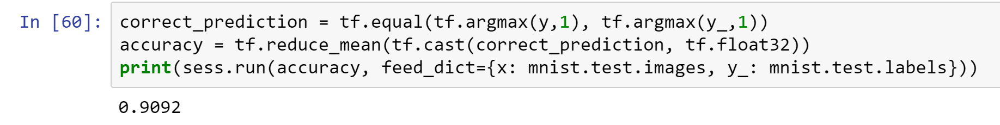 In [60]: correct_prediction = tf.equal(tf.argmax(y,1), tf.argmax(y_,1))
accuracy = tf.reduce_mean(tf.cast(correct_prediction, tf.float32))
print(sess.run(accuracy, feed_dict={x: mnist.test.images, y_: mnist.test.labels}))
0.9092